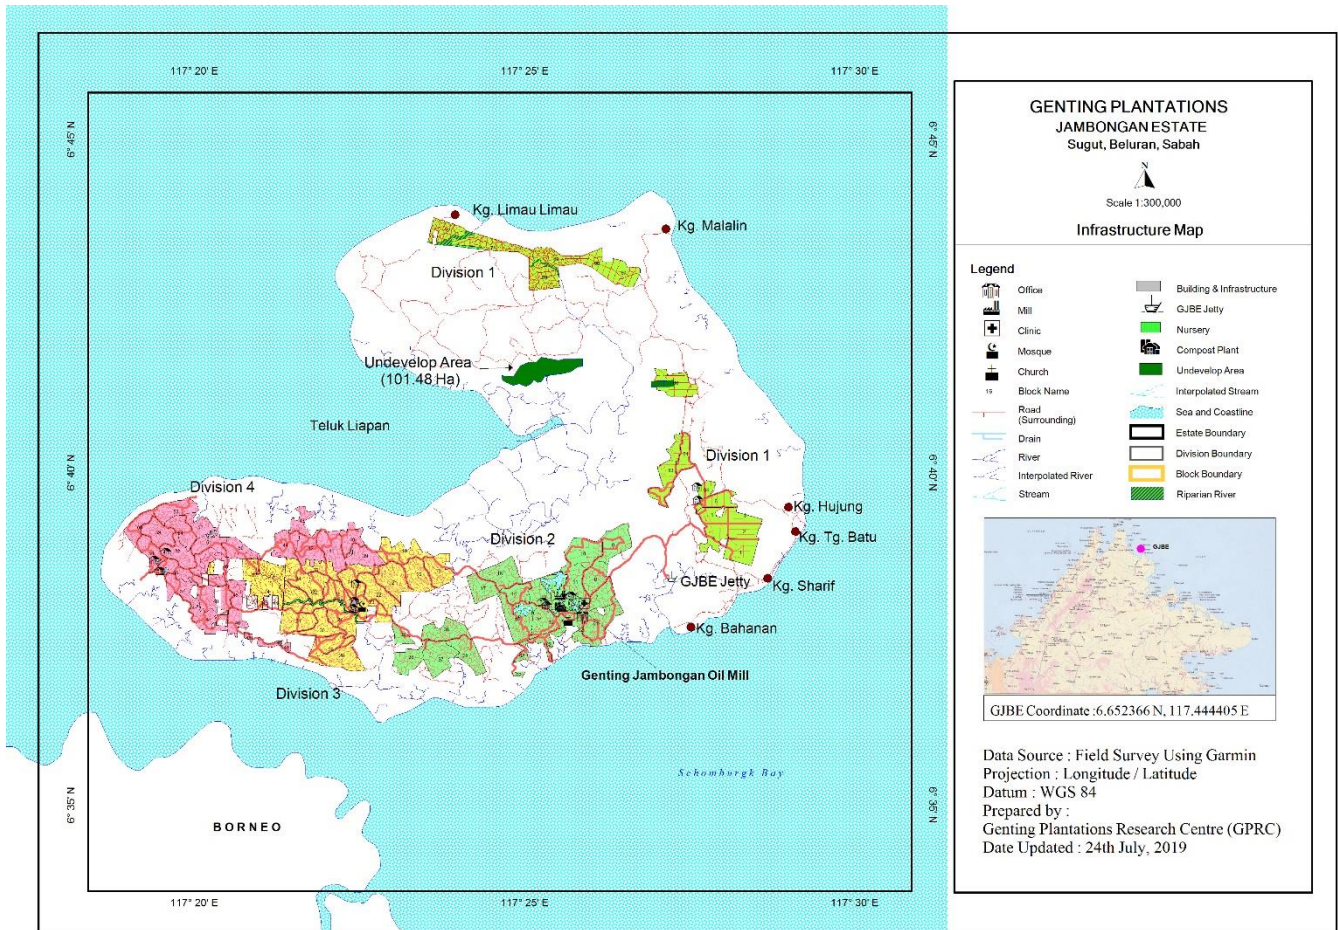 117° 20' E
117° 25' E
117° 30' E
6° 45' N
6° 45' N
Kg. Limau Limau
Kg. Malalin
Division 1
Undevelop Area
(101.48 Ha)
Teluk Liapan
Division 1
6° 40' N
6° 40' N
Division 4
Kg. Hujung
Kg. Tg. Batu
Division 2
GJBE Jetty
Kg. Sharif
Kg. Bahanan
Genting Jambongan Oil Mill
Division 3
Schomburgk Bay
6° 35' N
6° 35' N
BORNEO
117° 20' E
117° 25' E
117° 30' E
GENTING PLANTATIONS
JAMBONGAN ESTATE
Sugut, Beluran, Sabah
N
Scale 1:300,000
Infrastructure Map
Legend
Office
Mill
Clinic
Mosque
Church
15 Block Name
Road
(Surrounding)
Drain
River
Interpolated River
Stream
Building & Infrastructure
GJBE Jetty
Nursery
Compost Plant
Undevelop Area
Interpolated Stream
Sea and Coastline
Estate Boundary
Division Boundary
Block Boundary
Riparian River
GJBE
GJBE Coordinate :6.652366 N, 117.444405 E
Data Source : Field Survey Using Garmin
Projection : Longitude / Latitude
Datum : WGS 84
Prepared by :
Genting Plantations Research Centre (GPRC)
Date Updated : 24th July, 2019